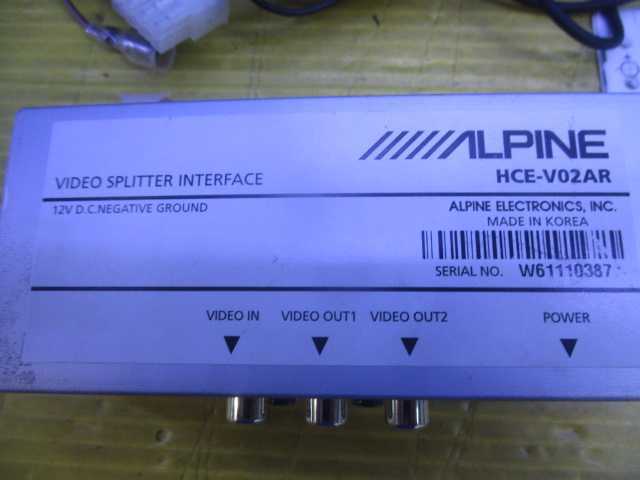 ALPINE
VIDEO SPLITTER INTERFACE
HCE-V02AR
12V D.C.NEGATIVE GROUND
ALPINE ELECTRONICS, INC.
MADE IN KOREA
SERIAL NO. W61110387
VIDEO IN VIDEO OUT1 VIDEO OUT2 POWER